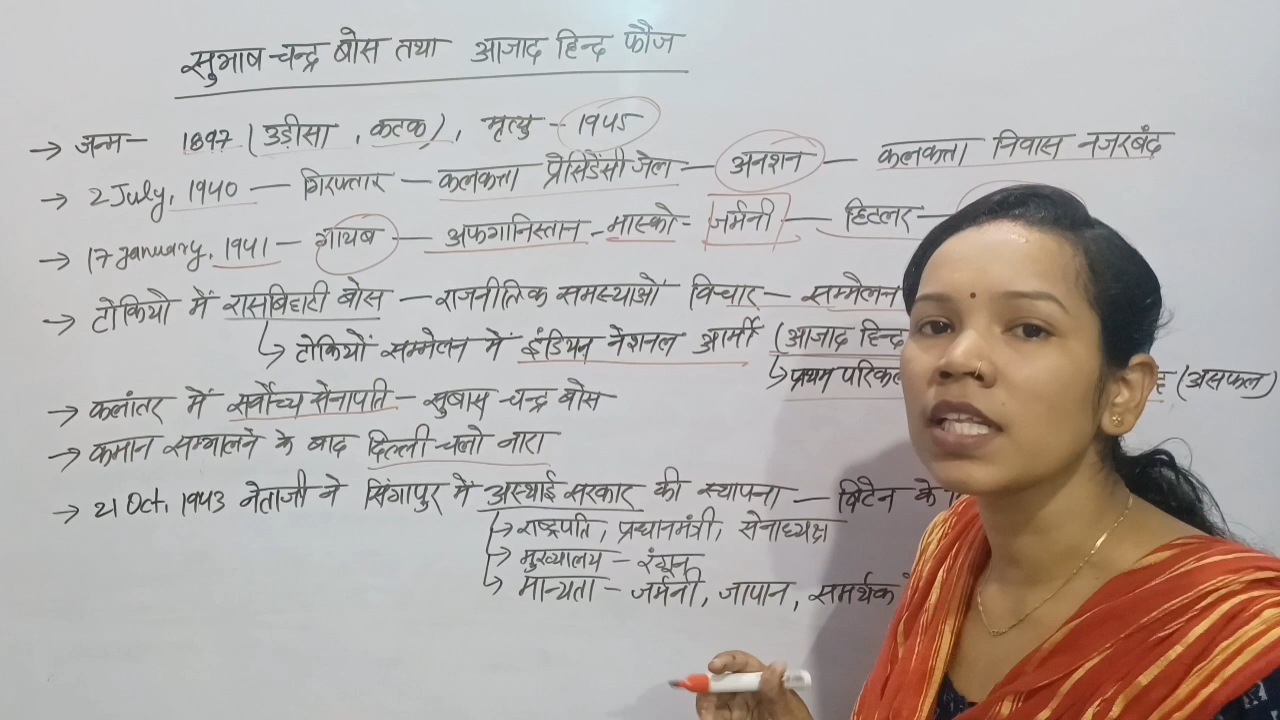 सुभाष चन्द्र बोस तथा आजाद हिन्द फौज
→ जन्म - 1897 (उड़ीसा, कटक), मृत्यु - 1945
→ 2 July, 1940 - गिरफ्तार - कलकत्ता प्रेसिडेंसी जेल - अनशन - कलकत्ता निवास नजरबंद
→ 17 January, 1941 - गायब - अफगानिस्तान - मास्को - जर्मनी - हिटलर -
→ टोकियो में रासबिहारी बोस - राजनीतिक समस्याओं विचार - सम्मेलन
↳ टोकियों सम्मेलन में इंडियन नेशनल आर्मी (आजाद हिन्द
↳ प्रथम (असफल)
→ कलांतर में सर्वोच्य सेनापति - सुबास चन्द्र बोस
→ कमान सम्भालने के बाद दिल्ली चलो नारा
→ 21 Oct, 1943 नेताजी ने सिंगापुर में अस्थाई सरकार की स्थापना - ब्रिटेन के
→ राष्ट्रपति, प्रधानमंत्री, सेनाध्यक्ष
→ मुख्यालय - रंगून
→ मान्यता - जर्मनी, जापान, समर्थक